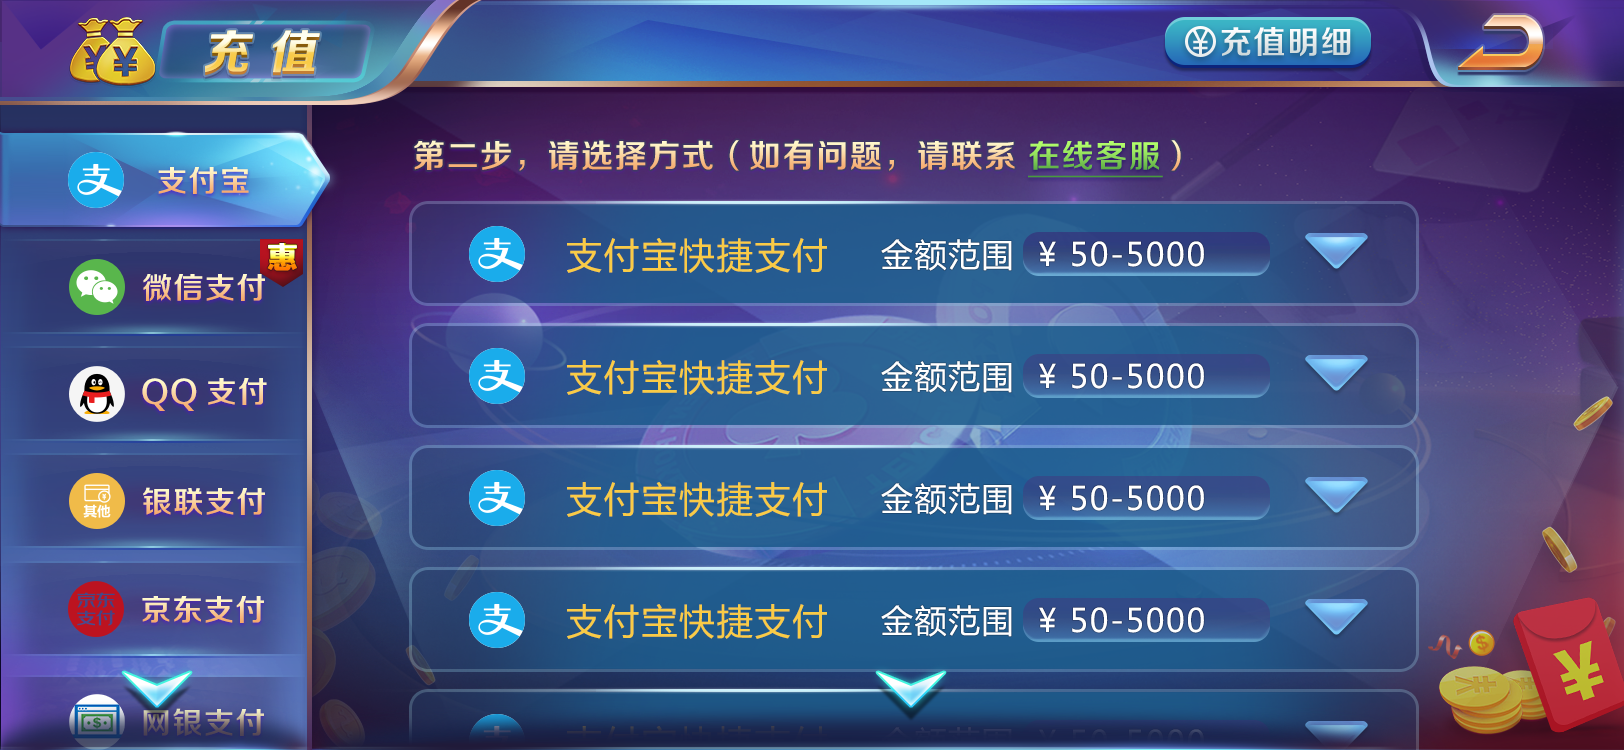 充值
充值明细
支付宝
惠
微信支付
QQ 支付
其他
银联支付
京东支付
京东支付
网银支付
第二步，请选择方式（如有问题，请联系 在线客服）
支付宝快捷支付 金额范围 ¥ 50-5000
支付宝快捷支付 金额范围 ¥ 50-5000
支付宝快捷支付 金额范围 ¥ 50-5000
支付宝快捷支付 金额范围 ¥ 50-5000